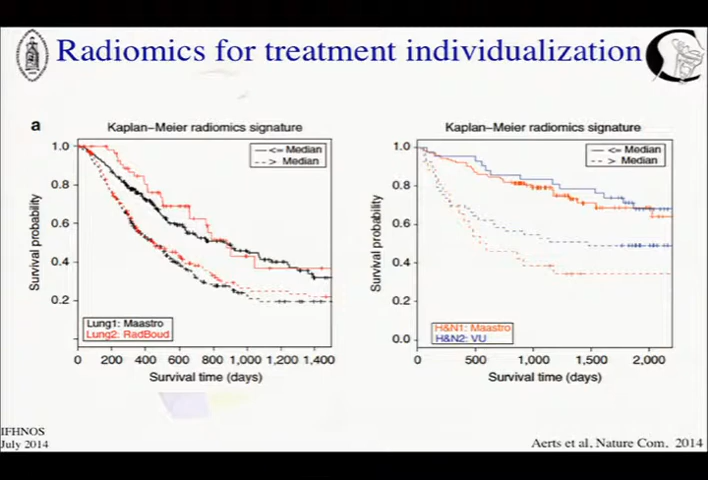 Radiomics for treatment individualization
a
Kaplan–Meier radiomics signature
<= Median
> Median
1.0
0.8
0.6
0.4
0.2
Survival probability
Lung1: Maastro
Lung2: RadBoud
0 200 400 600 800 1,000 1,200 1,400
Survival time (days)
Kaplan–Meier radiomics signature
<= Median
> Median
1.0
0.8
0.6
0.4
0.2
0.0
Survival probability
H&N1: Maastro
H&N2: VU
0 500 1,000 1,500 2,000
Survival time (days)
IFHNOS
July 2014
Aerts et al, Nature Com. 2014